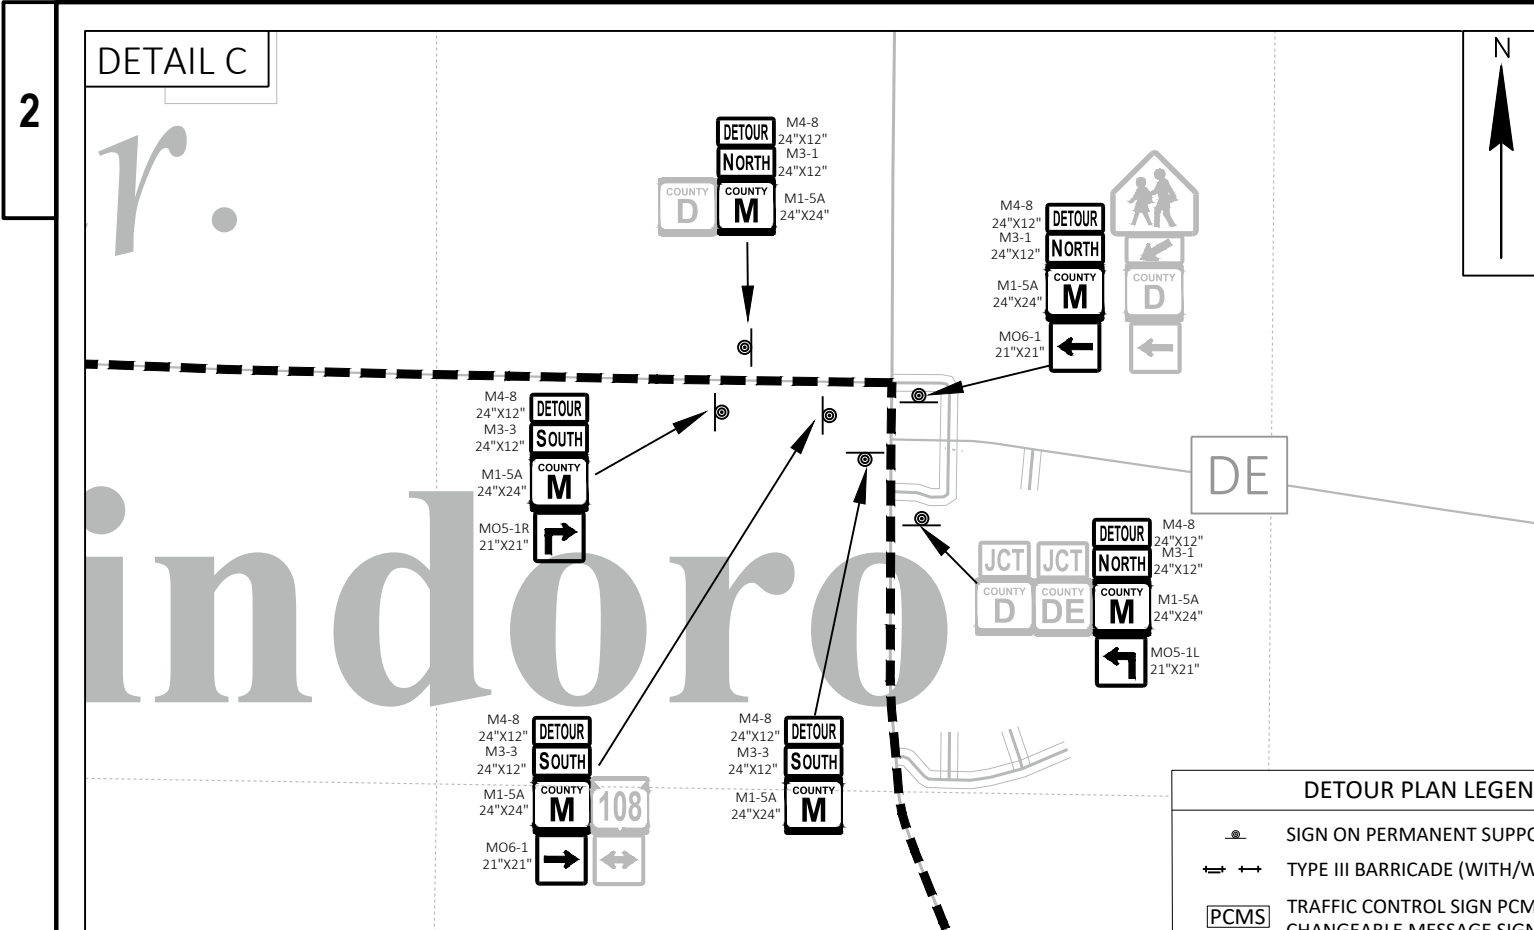 2
DETAIL C
N
r.
indoro
M4-8
24"X12"
M3-1
24"X12"
M1-5A
24"X24"
DETOUR
NORTH
COUNTY
D
COUNTY
M
M4-8
24"X12"
M3-1
24"X12"
M1-5A
24"X24"
MO6-1
21"X21"
DETOUR
NORTH
COUNTY
M
COUNTY
D
M4-8
24"X12"
M3-3
24"X12"
M1-5A
24"X24"
MO5-1R
21"X21"
DETOUR
SOUTH
COUNTY
M
DE
JCT
JCT
COUNTY
D
COUNTY
DE
DETOUR
NORTH
COUNTY
M
M4-8
24"X12"
M3-1
24"X12"
M1-5A
24"X24"
MO5-1L
21"X21"
M4-8
24"X12"
M3-3
24"X12"
M1-5A
24"X24"
MO6-1
21"X21"
DETOUR
SOUTH
COUNTY
M
108
M4-8
24"X12"
M3-3
24"X12"
M1-5A
24"X24"
DETOUR
SOUTH
COUNTY
M
DETOUR PLAN LEGEN
SIGN ON PERMANENT SUPPO
TYPE III BARRICADE (WITH/W
PCMS
TRAFFIC CONTROL SIGN PCM
CHANGEABLE MESSAGE SIGN